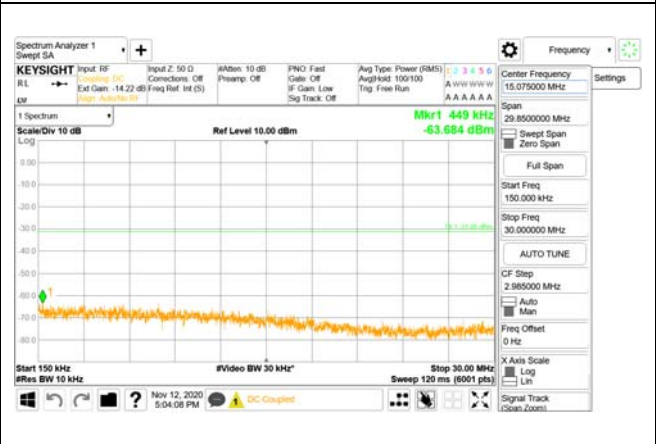 Spectrum Analyzer 1
Swept SA
Frequency
KEYSIGHT
RL
Input: RF
Coupling: DC
Ext Gain: -14.22 dB
Align: Auto/No RF
Input Z: 50 Ω
Corrections: Off
Freq Ref: Int (S)
#Atten: 10 dB
Preamp: Off
PNO: Fast
Gate: Off
IF Gain: Low
Sig Track: Off
Avg Type: Power (RMS)
Avg|Hold: 100/100
Trig: Free Run
1 2 3 4 5 6
A W W W W W
A A A A A A
1 Spectrum
Scale/Div 10 dB
Log
Ref Level 10.00 dBm
Mkr1 449 kHz
-63.684 dBm
0.00
-10.0
-20.0
-30.0
-40.0
-50.0
-60.0
-70.0
-80.0
1
Start 150 kHz
#Res BW 10 kHz
#Video BW 30 kHz*
Stop 30.00 MHz
Sweep 120 ms (6001 pts)
Nov 12, 2020
5:04:08 PM
DC Coupled
Center Frequency
15.075000 MHz
Settings
Span
29.8500000 MHz
Swept Span
Zero Span
Full Span
Start Freq
150.000 kHz
Stop Freq
30.000000 MHz
AUTO TUNE
CF Step
2.985000 MHz
Auto
Man
Freq Offset
0 Hz
X Axis Scale
Log
Lin
Signal Track
(Span Zoom)